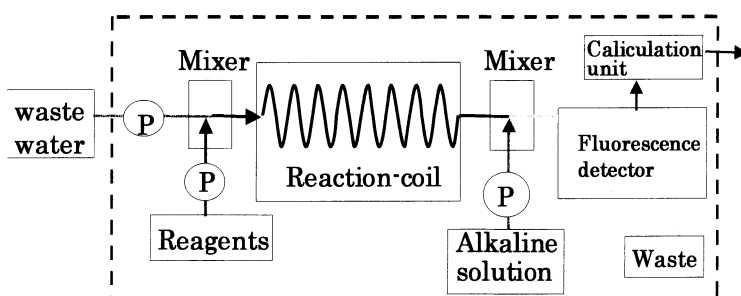 Mixer
Mixer
Caliculation
unit
waste
water
P
P
P
Reaction-coil
Fluorescence
detector
Reagents
Alkaline
solution
Waste